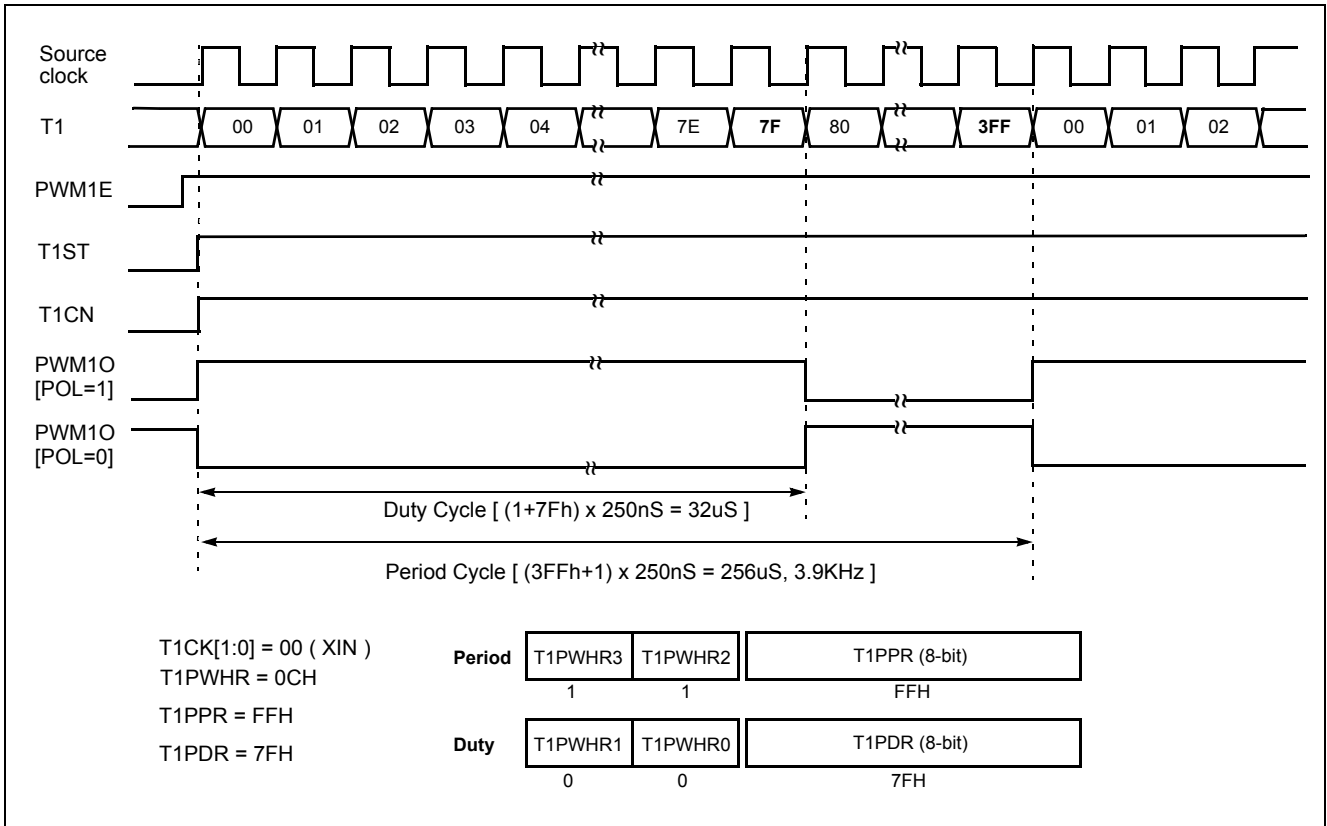 Source
clock
T1 00 01 02 03 04 7E 7F 80 3FF 00 01 02
PWM1E
T1ST
T1CN
PWM1O
[POL=1]
PWM1O
[POL=0]
Duty Cycle [ (1+7Fh) x 250nS = 32uS ]
Period Cycle [ (3FFh+1) x 250nS = 256uS, 3.9KHz ]
T1CK[1:0] = 00 ( XIN )
T1PWHR = 0CH
T1PPR = FFH
T1PDR = 7FH
Period T1PWHR3 T1PWHR2 T1PPR (8-bit)
1 1 FFH
Duty T1PWHR1 T1PWHR0 T1PDR (8-bit)
0 0 7FH